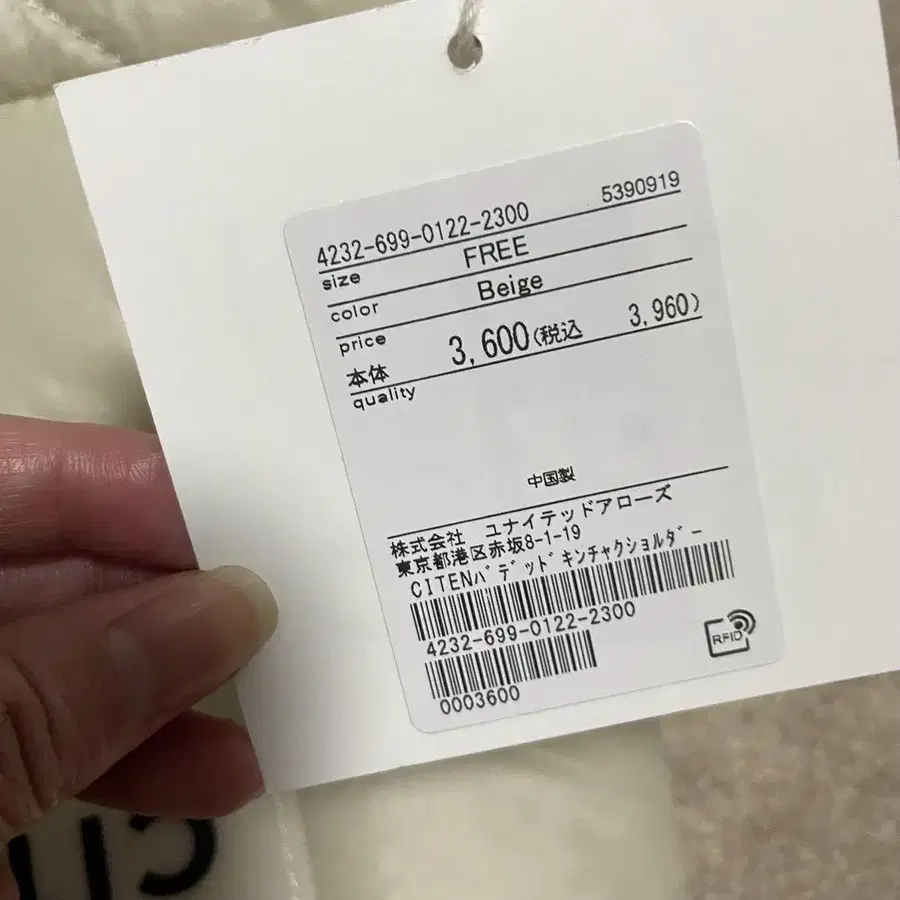 4232-699-0122-2300 5390919
size FREE
color Beige
price
本体 3,600(税込 3,960)
quality
中国製
株式会社 ユナイテッドアローズ
東京都港区赤坂8-1-19
CITENパデッドキンチャクショルダー
4232-699-0122-2300
0003600
RFID